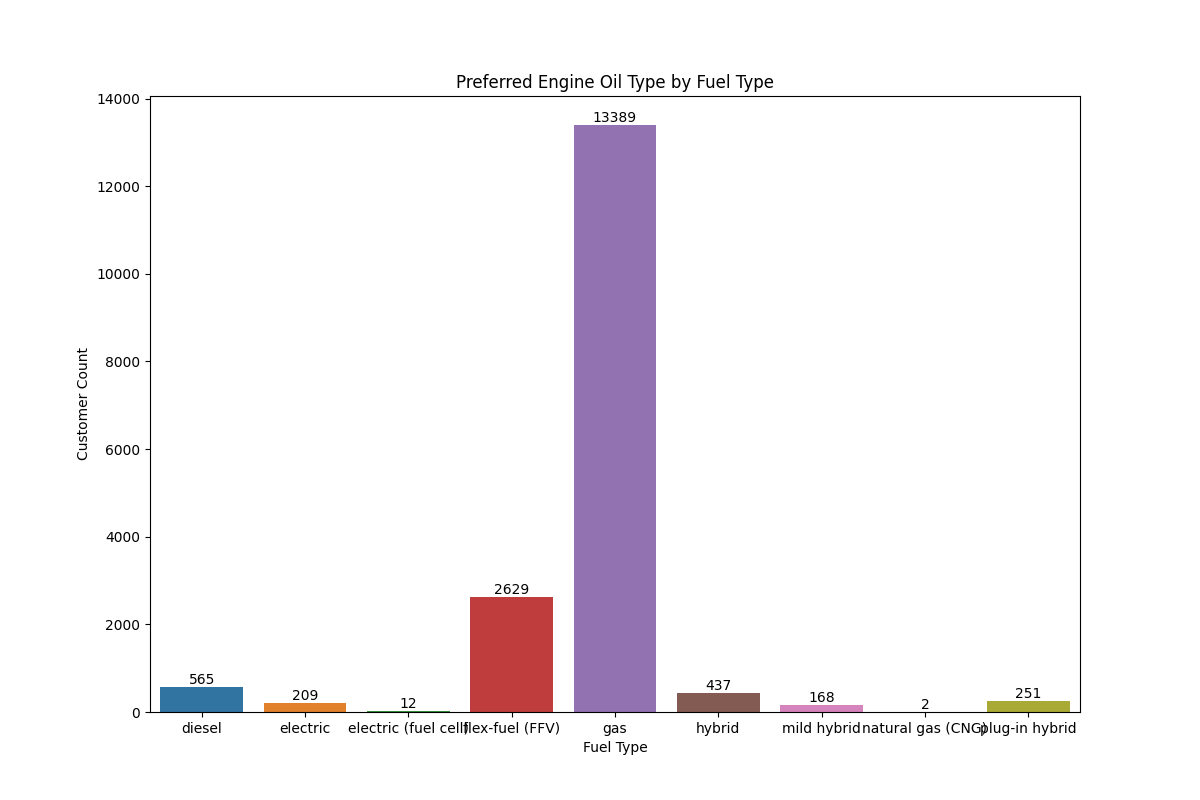 Preferred Engine Oil Type by Fuel Type
14000
12000
10000
8000
6000
4000
2000
0
Customer Count
565
209
12
2629
13389
437
168
2
251
diesel
electric
electric (fuel cell)
flex-fuel (FFV)
gas
hybrid
mild hybrid
natural gas (CNG)
plug-in hybrid
Fuel Type